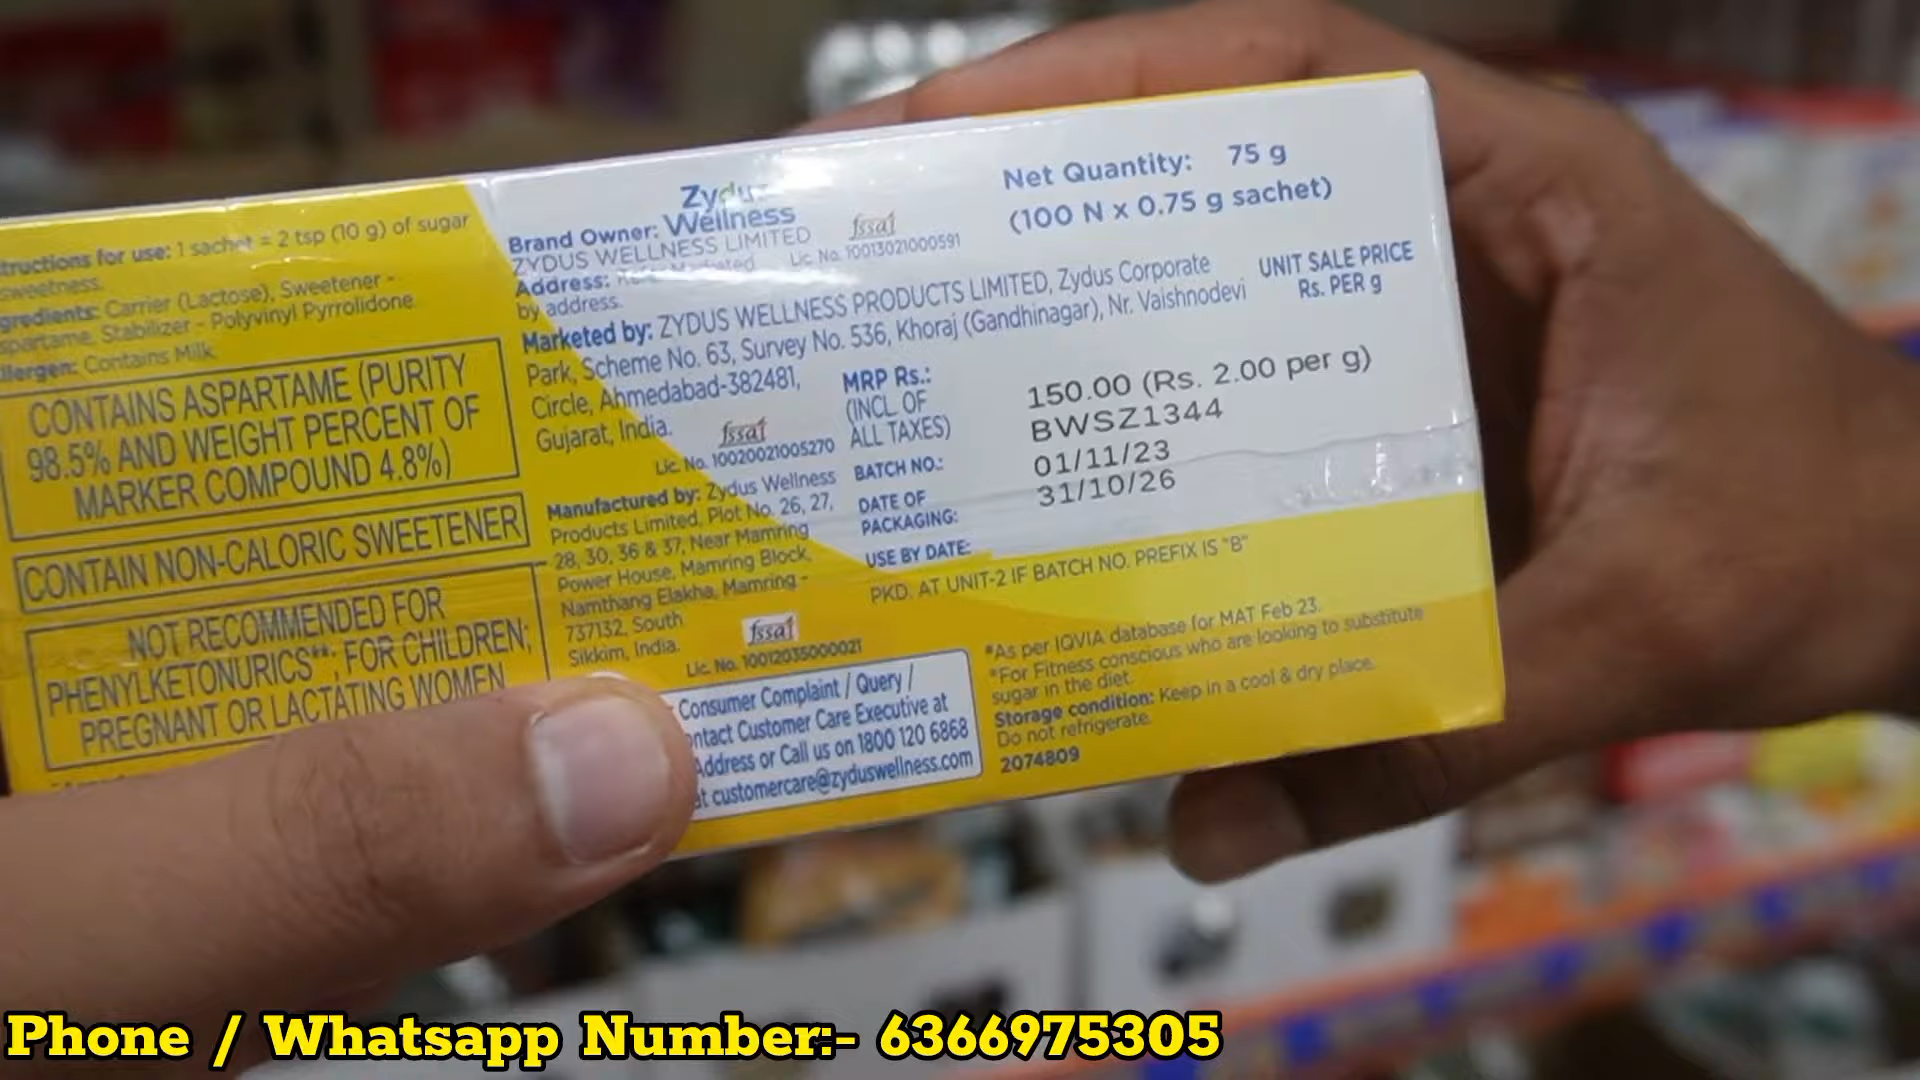 tructions for use: 1 sachet = 2 tsp (10 g) of sugar
sweetness.
gredients: Carrier (Lactose), Sweetener -
spartame, Stabilizer - Polyvinyl Pyrrolidone
llergen: Contains Milk
CONTAINS ASPARTAME (PURITY
98.5% AND WEIGHT PERCENT OF
MARKER COMPOUND 4.8%)
CONTAIN NON-CALORIC SWEETENER
NOT RECOMMENDED FOR
PHENYLKETONURICS**; FOR CHILDREN;
PREGNANT OR LACTATING WOMEN
Zydus
Brand Owner: Wellness
ZYDUS WELLNESS LIMITED
fssai
Lic. No. 10013021000591
Address:
by address.
Marketed by: ZYDUS WELLNESS PRODUCTS LIMITED, Zydus Corporate
Park, Scheme No. 63, Survey No. 536, Khoraj (Gandhinagar), Nr. Vaishnodevi
Circle, Ahmedabad-382481,
Gujarat, India.
fssai
Lic. No. 10020021005270
Manufactured by: Zydus Wellness
Products Limited, Plot No. 26, 27,
28, 30, 36 & 37, Near Mamring
Power House, Mamring Block,
Namthang Elakha, Mamring -
737132, South
Sikkim, India.
fssai
Lic. No. 10012035000021
Consumer Complaint / Query /
ontact Customer Care Executive at
Address or Call us on 1800 120 6868
at customercare@zyduswellness.com
Net Quantity: 75 g
(100 N x 0.75 g sachet)
UNIT SALE PRICE
Rs. PER g
MRP Rs.:
(INCL. OF
ALL TAXES)
150.00 (Rs. 2.00 per g)
BATCH NO.:
BWSZ1344
DATE OF
PACKAGING:
01/11/23
USE BY DATE:
31/10/26
PKD. AT UNIT-2 IF BATCH NO. PREFIX IS "B"
*As per IQVIA database for MAT Feb 23.
*For Fitness conscious who are looking to substitute
sugar in the diet.
Storage condition: Keep in a cool & dry place.
Do not refrigerate.
2074809
Phone / Whatsapp Number:- 6366975305